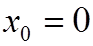 x₀ = 0